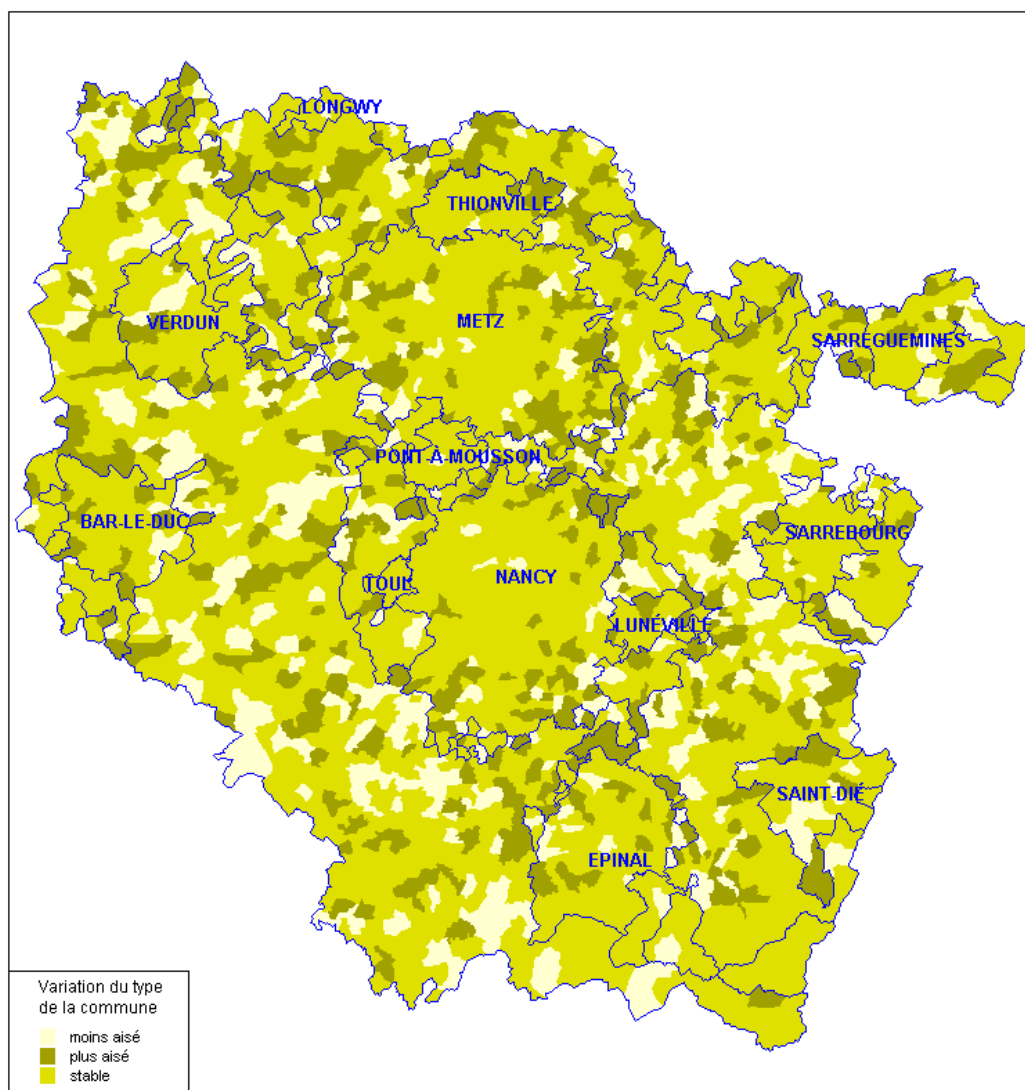 LONGWY
THIONVILLE
VERDUN
METZ
SARREGUEMINES
PONT-A-MOUSSON
BAR-LE-DUC
SARREBOURG
TOUL
NANCY
LUNÉVILLE
SAINT-DIÉ
EPINAL
Variation du type
de la commune
moins aisé
plus aisé
stable